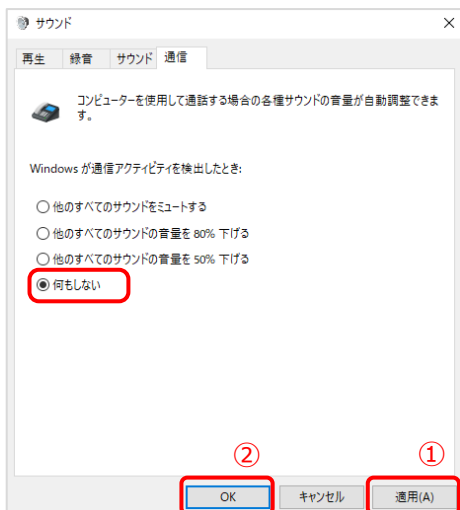 サウンド
再生 録音 サウンド 通信
コンピューターを使用して通話する場合の各種サウンドの音量が自動調整できま
す。
Windows が通信アクティビティを検出したとき:
他のすべてのサウンドをミュートする
他のすべてのサウンドの音量を 80% 下げる
他のすべてのサウンドの音量を 50% 下げる
何もしない
② ①
OK キャンセル 適用(A)